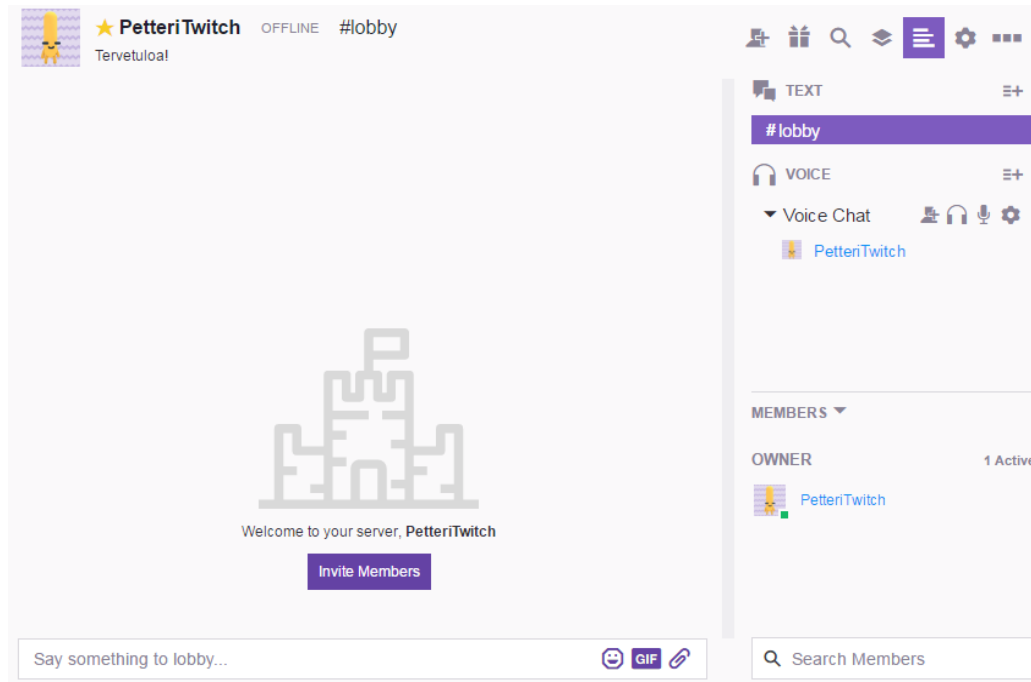 PetteriTwitch OFFLINE #lobby
Tervetuloa!
TEXT
#lobby
VOICE
Voice Chat
PetteriTwitch
MEMBERS
OWNER 1 Active
PetteriTwitch
Welcome to your server, PetteriTwitch
Invite Members
Say something to lobby... GIF
Search Members